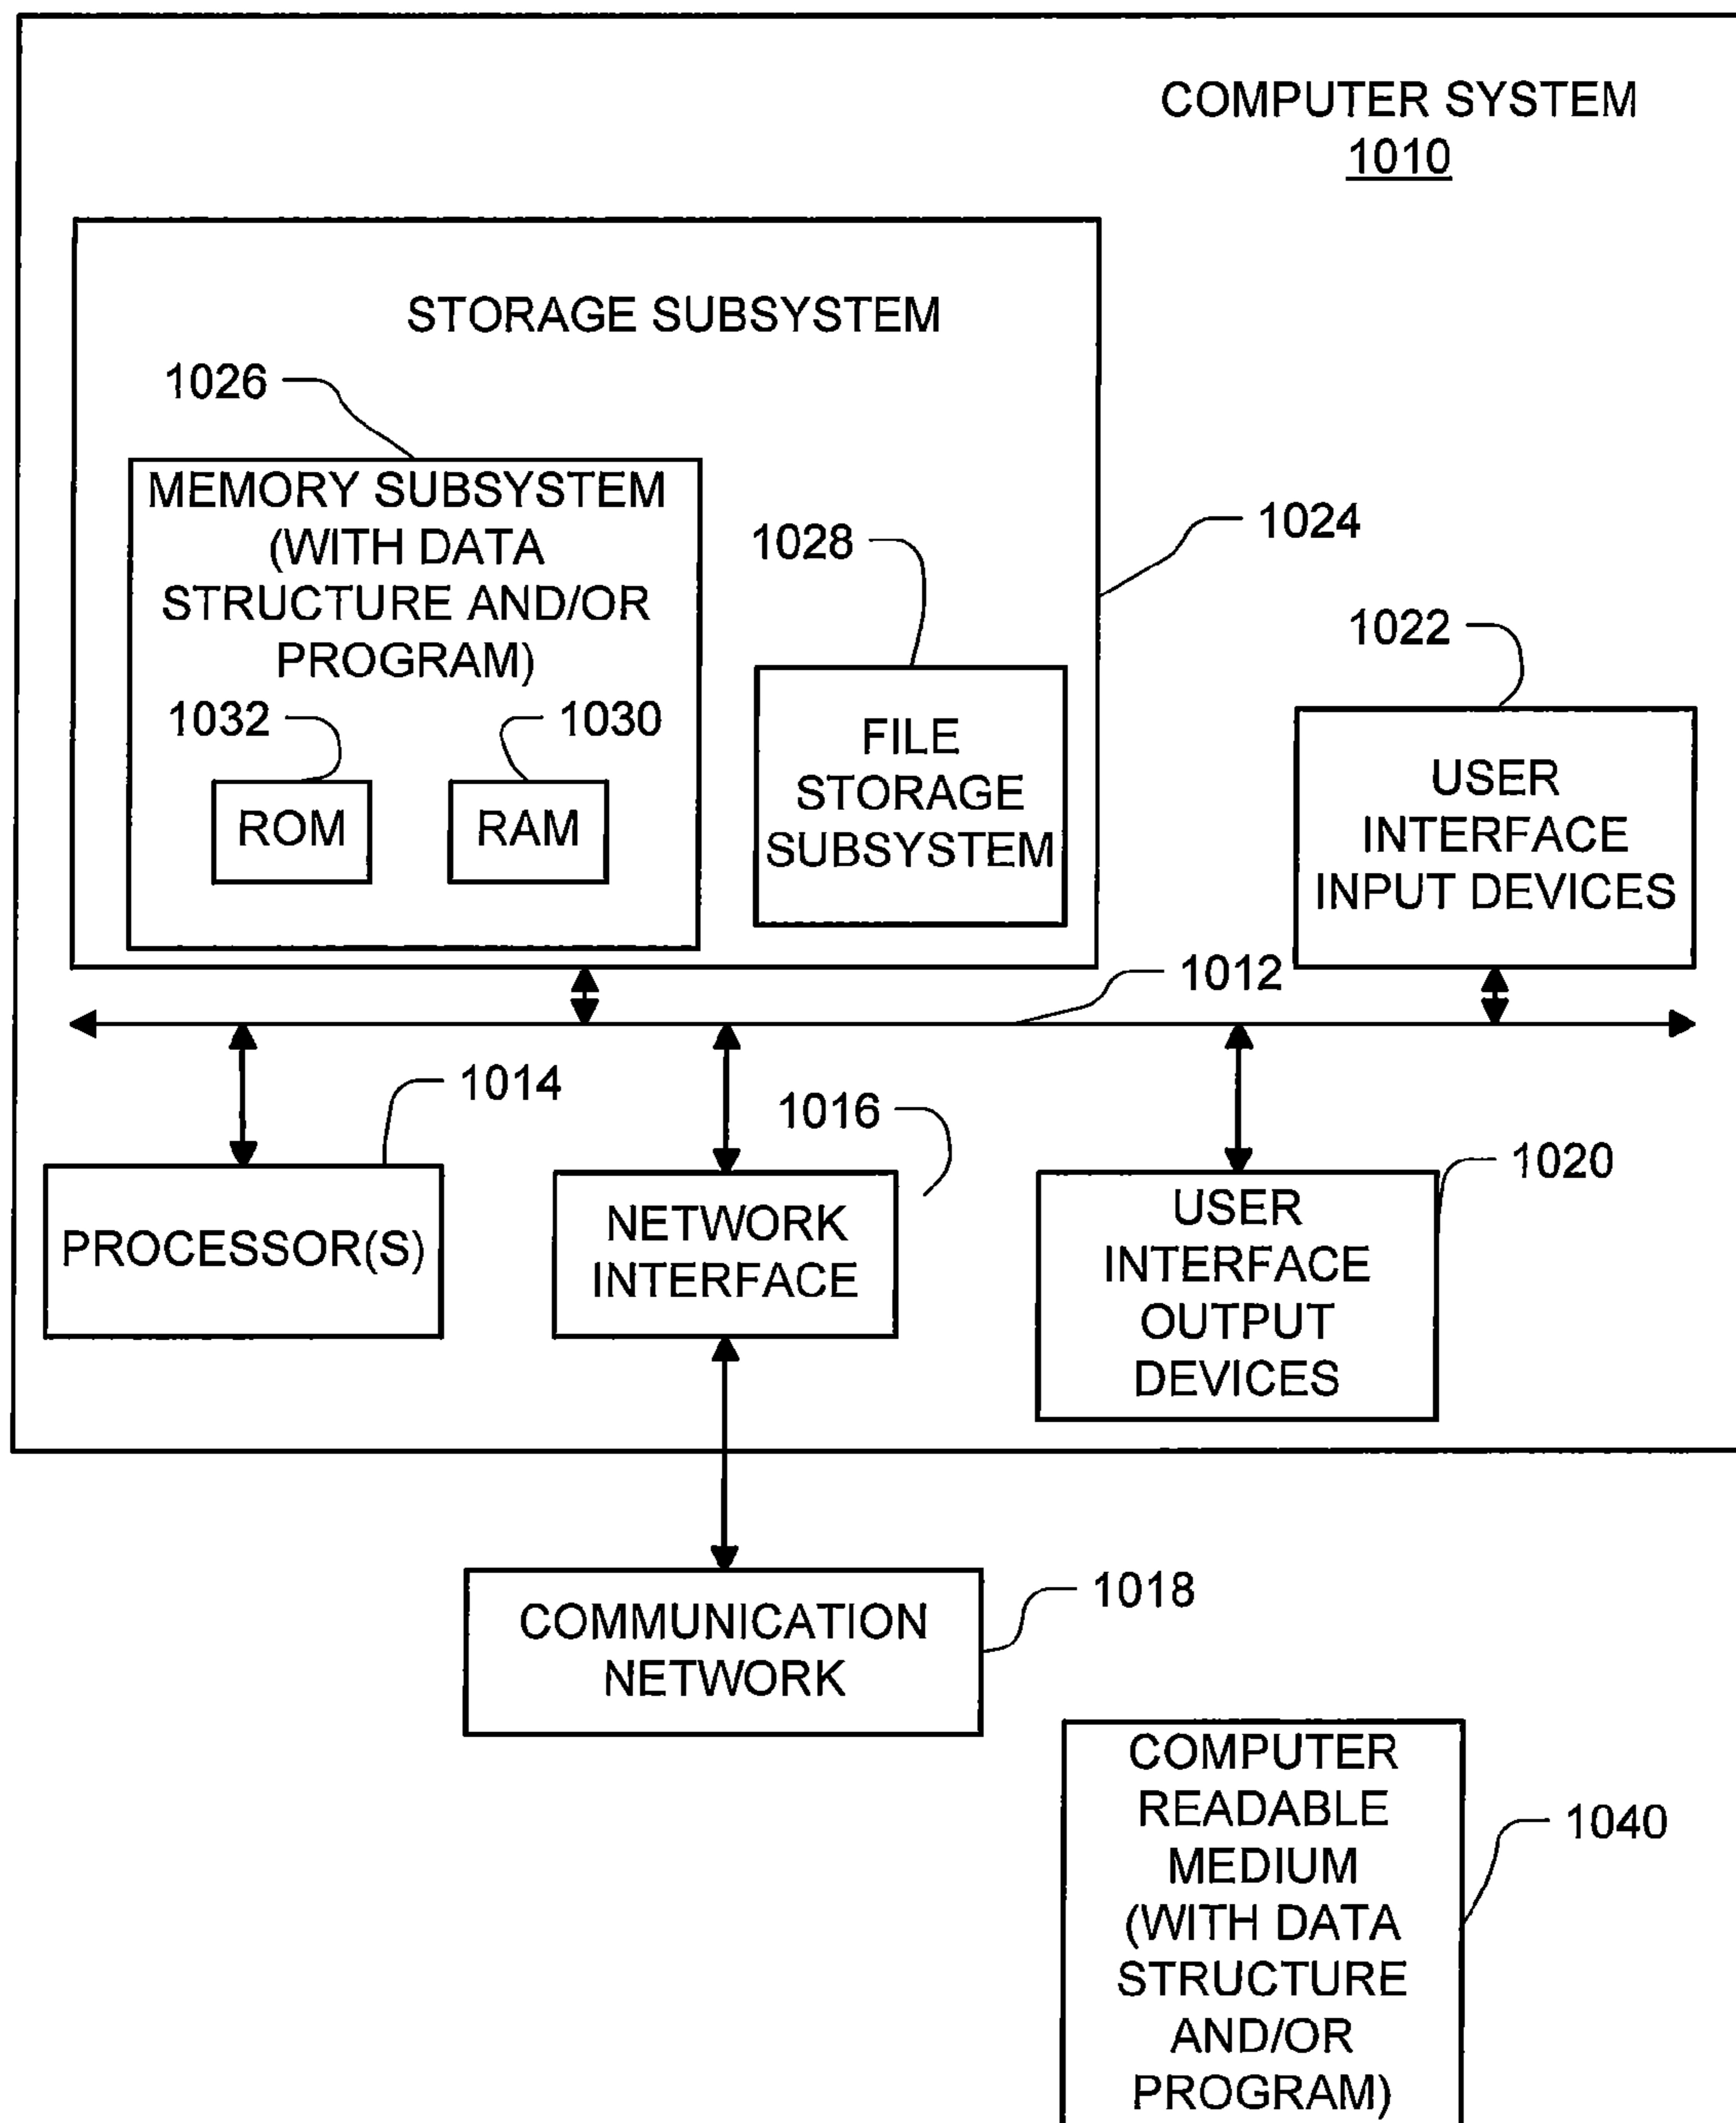 COMPUTER SYSTEM
1010
STORAGE SUBSYSTEM
1026
MEMORY SUBSYSTEM
(WITH DATA
STRUCTURE AND/OR
PROGRAM)
1032
1030
ROM
RAM
1028
FILE
STORAGE
SUBSYSTEM
1024
1022
USER
INTERFACE
INPUT DEVICES
1012
1014
PROCESSOR(S)
1016
NETWORK
INTERFACE
1020
USER
INTERFACE
OUTPUT
DEVICES
1018
COMMUNICATION
NETWORK
COMPUTER
READABLE
MEDIUM
(WITH DATA
STRUCTURE
AND/OR
PROGRAM)
1040